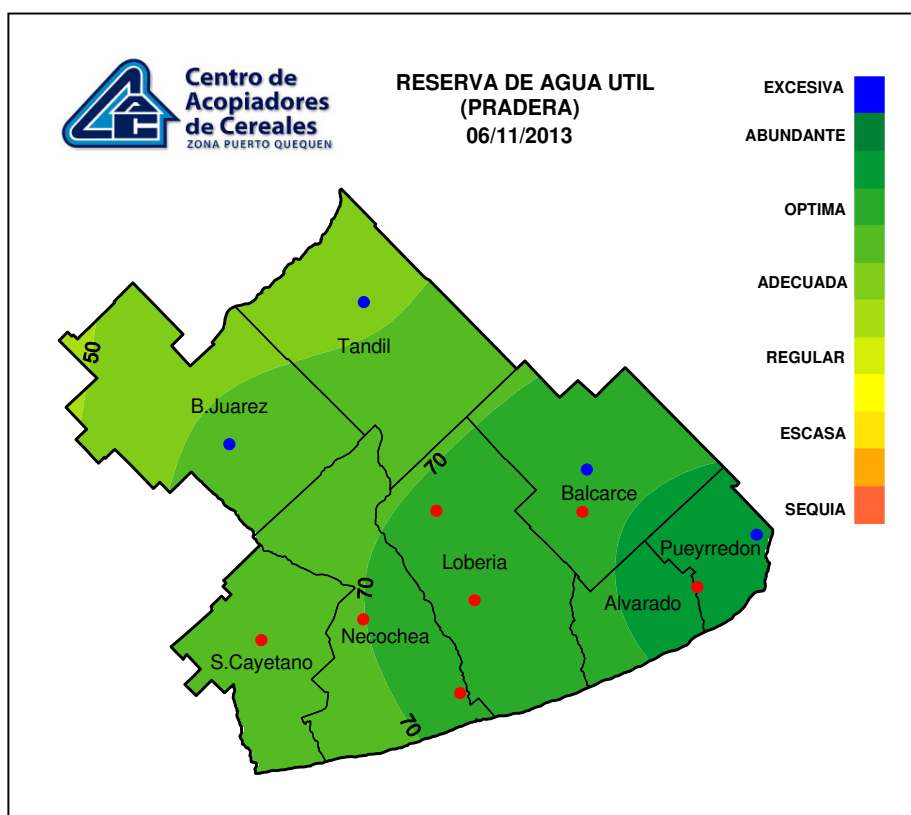 Centro de
Acopiadores
de Cereales
ZONA PUERTO QUEQUEN
RESERVA DE AGUA UTIL
(PRADERA)
06/11/2013
EXCESIVA
ABUNDANTE
OPTIMA
ADECUADA
REGULAR
ESCASA
SEQUIA
50
Tandil
B.Juarez
70
Balcarce
Pueyrredon
Loberia
Alvarado
70
Necochea
S.Cayetano
70